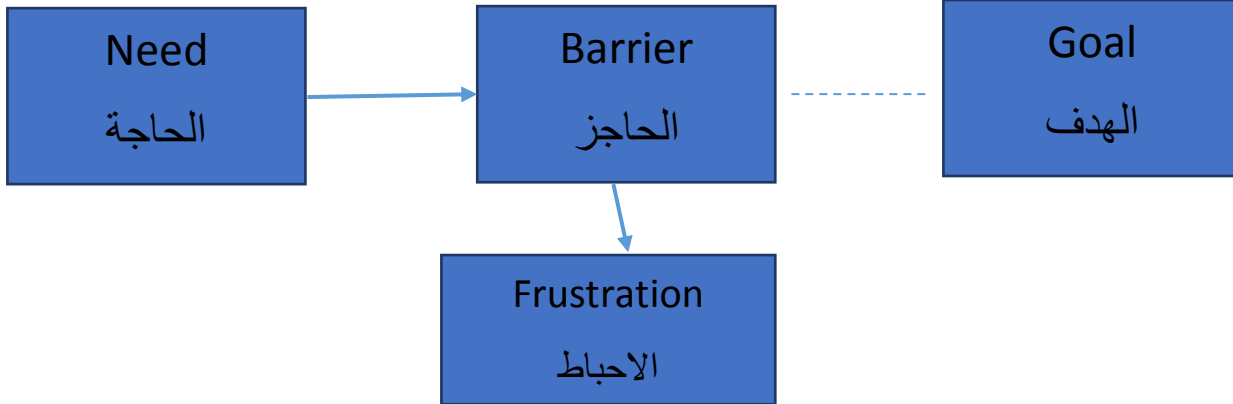 Need
الحاجة
Barrier
الحاجز
Goal
الهدف
Frustration
الاحباط